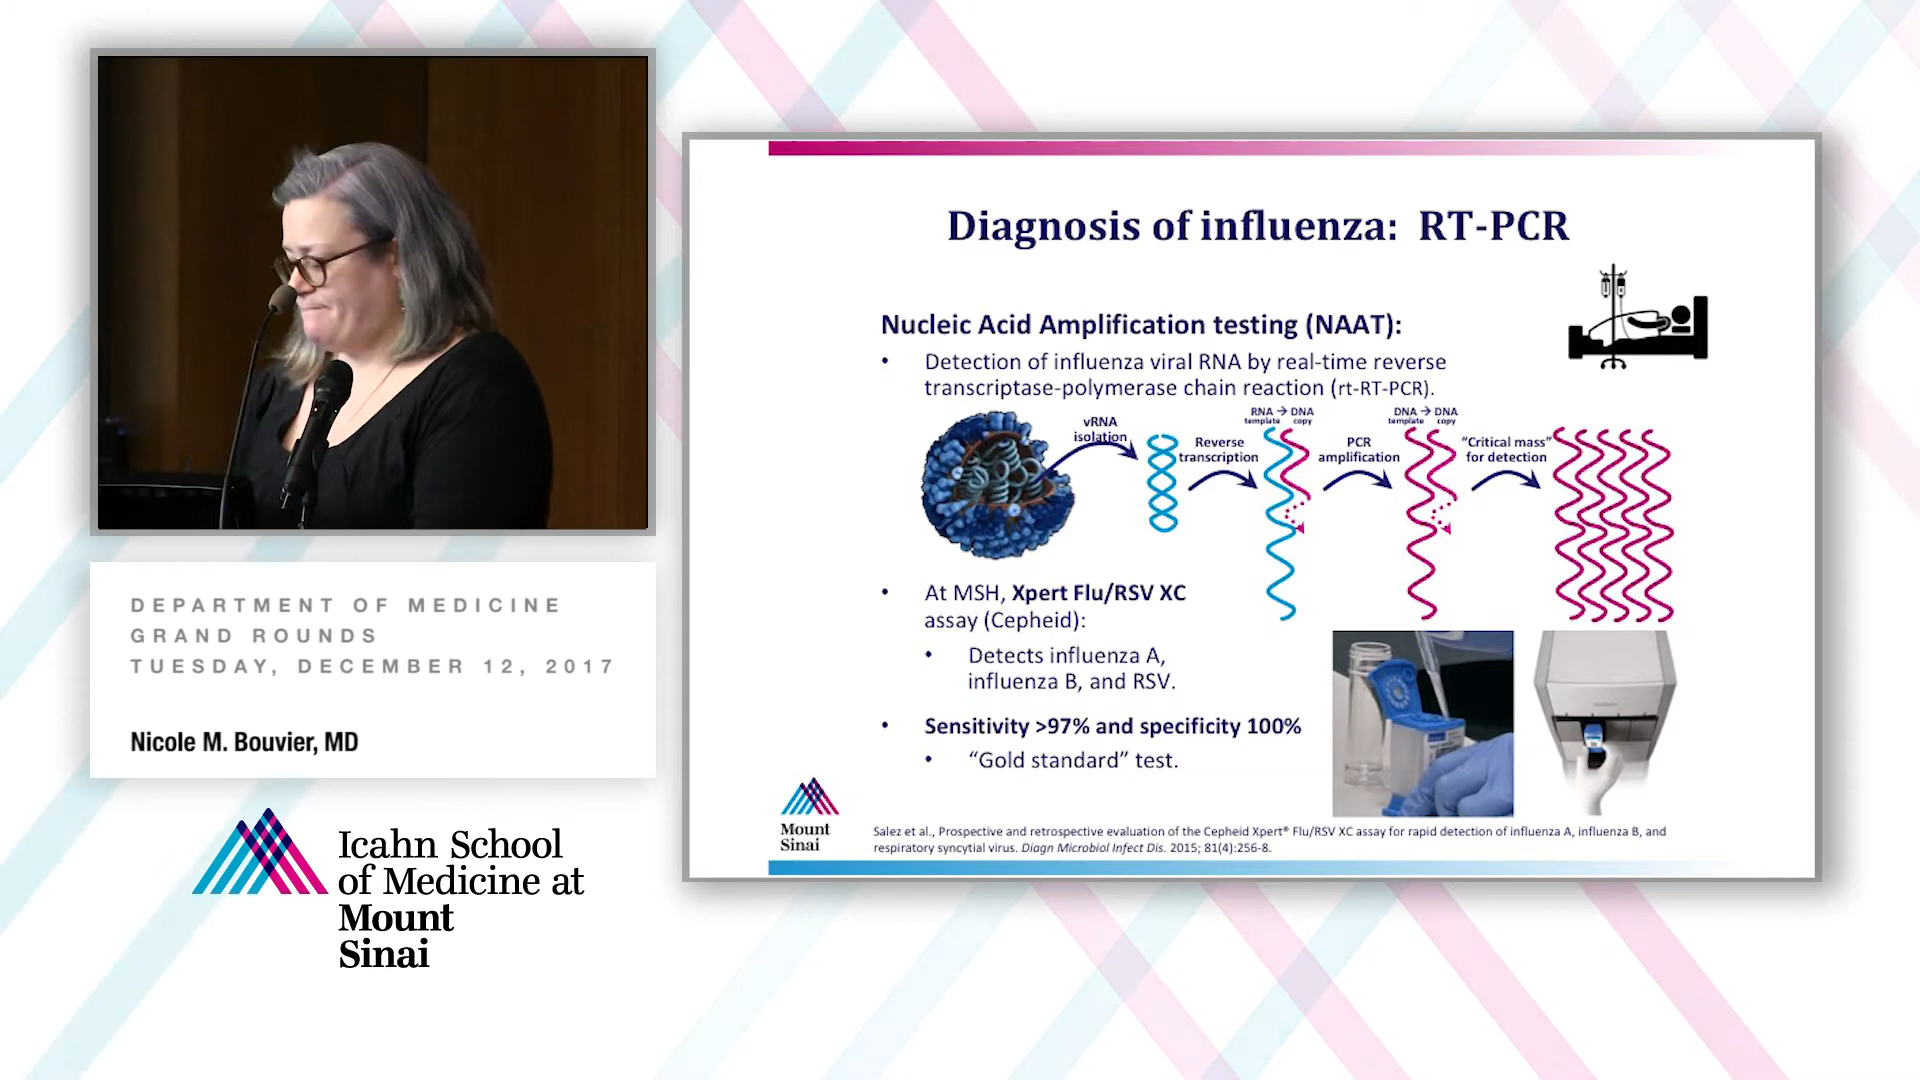 DEPARTMENT OF MEDICINE
GRAND ROUNDS
TUESDAY, DECEMBER 12, 2017
Nicole M. Bouvier, MD
Icahn School
of Medicine at
Mount
Sinai
Diagnosis of influenza: RT-PCR
Nucleic Acid Amplification testing (NAAT):
• Detection of influenza viral RNA by real-time reverse
transcriptase-polymerase chain reaction (rt-RT-PCR).
vRNA
isolation
Reverse
transcription
RNA → DNA
template copy
PCR
amplification
DNA → DNA
template copy
“Critical mass”
for detection
• At MSH, Xpert Flu/RSV XC
assay (Cepheid):
• Detects influenza A,
influenza B, and RSV.
• Sensitivity >97% and specificity 100%
• “Gold standard” test.
Mount
Sinai
Salez et al., Prospective and retrospective evaluation of the Cepheid Xpert® Flu/RSV XC assay for rapid detection of influenza A, influenza B, and
respiratory syncytial virus. Diagn Microbiol Infect Dis. 2015; 81(4):256-8.